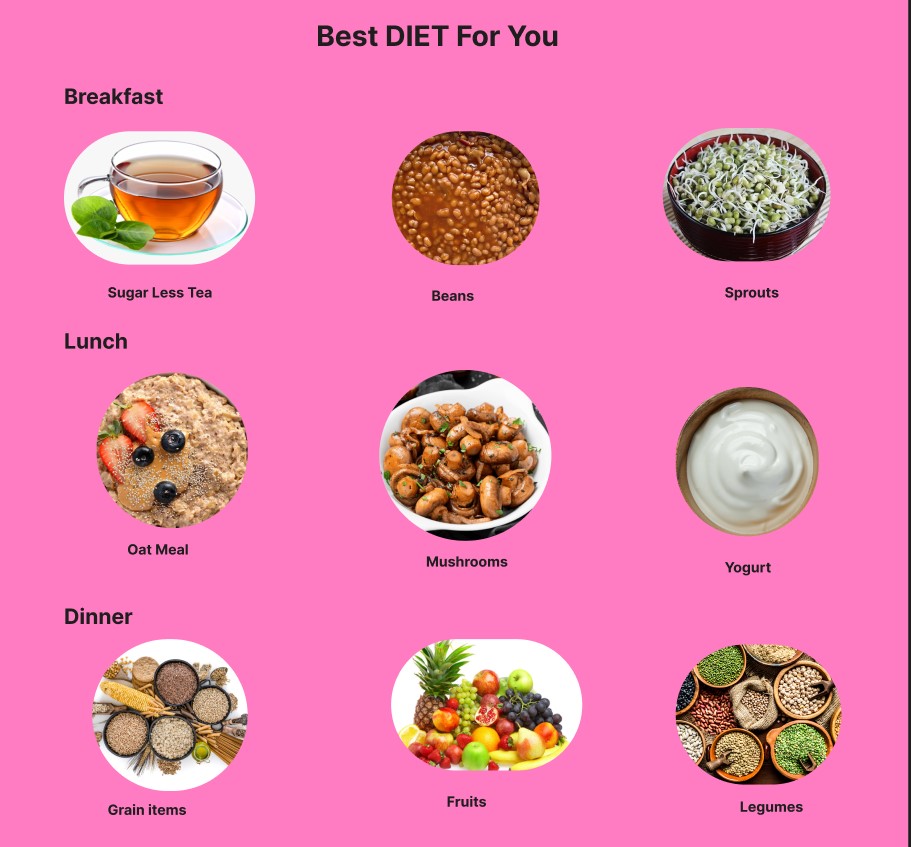 Best DIET For You
Breakfast
Sugar Less Tea
Beans
Sprouts
Lunch
Oat Meal
Mushrooms
Yogurt
Dinner
Grain items
Fruits
Legumes